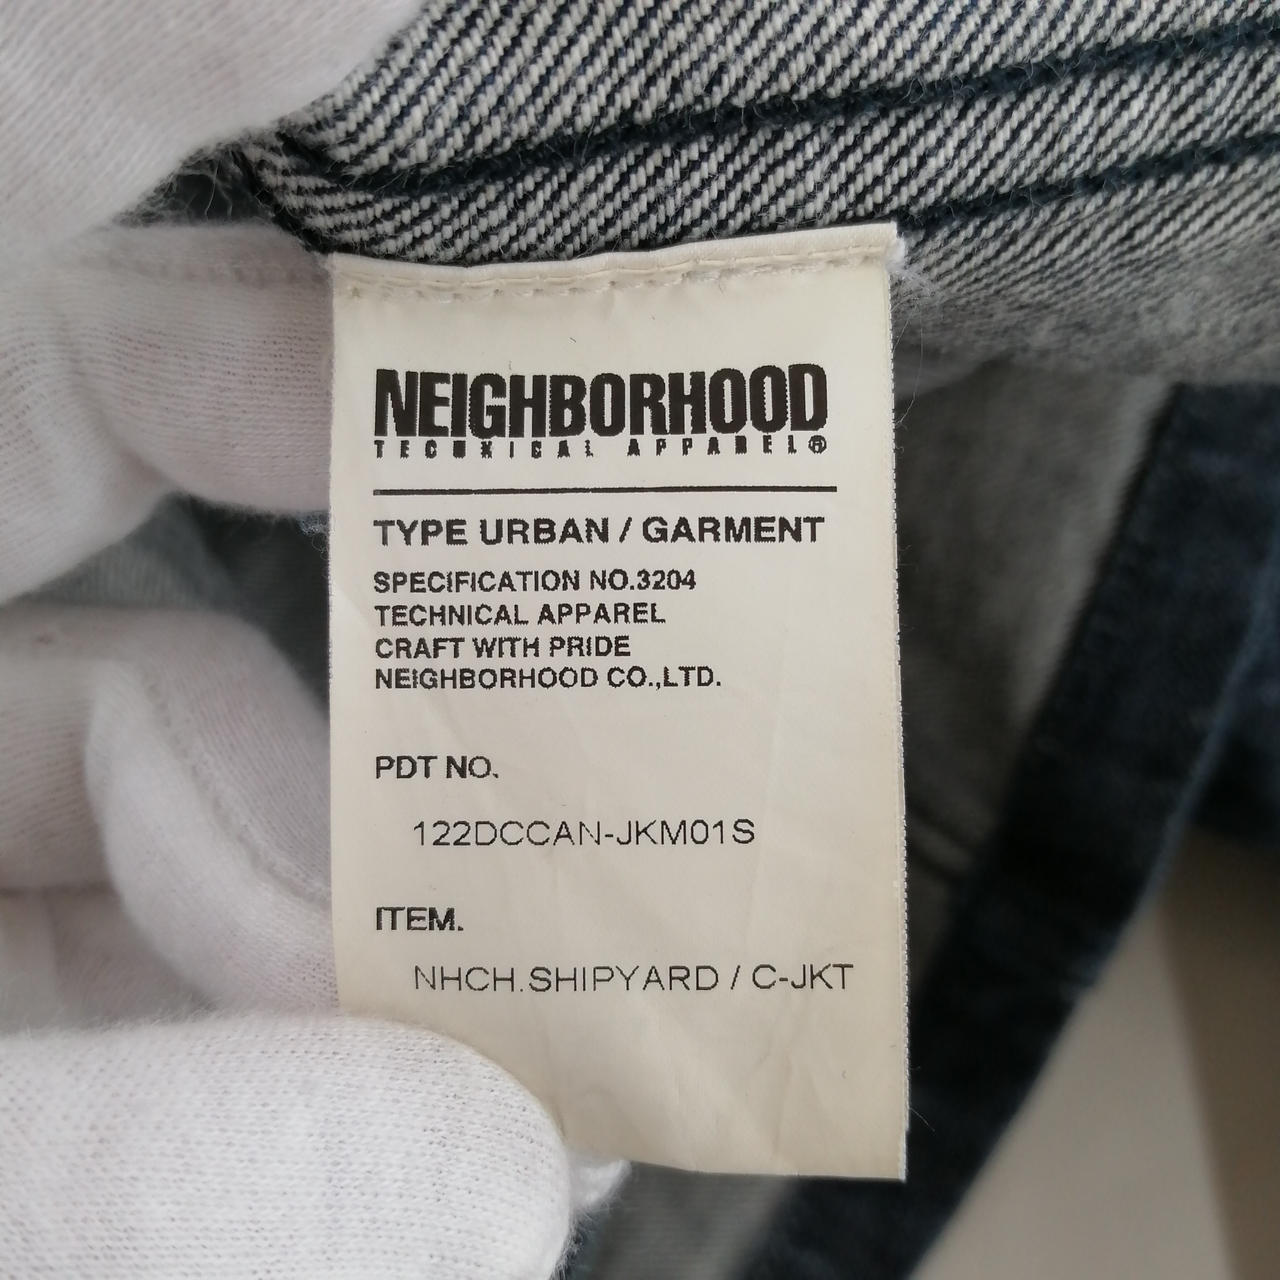 NEIGHBORHOOD
TECHNICAL APPAREL®
TYPE URBAN / GARMENT
SPECIFICATION NO.3204
TECHNICAL APPAREL
CRAFT WITH PRIDE
NEIGHBORHOOD CO.,LTD.
PDT NO.
122DCCAN-JKM01S
ITEM.
NHCH.SHIPYARD / C-JKT